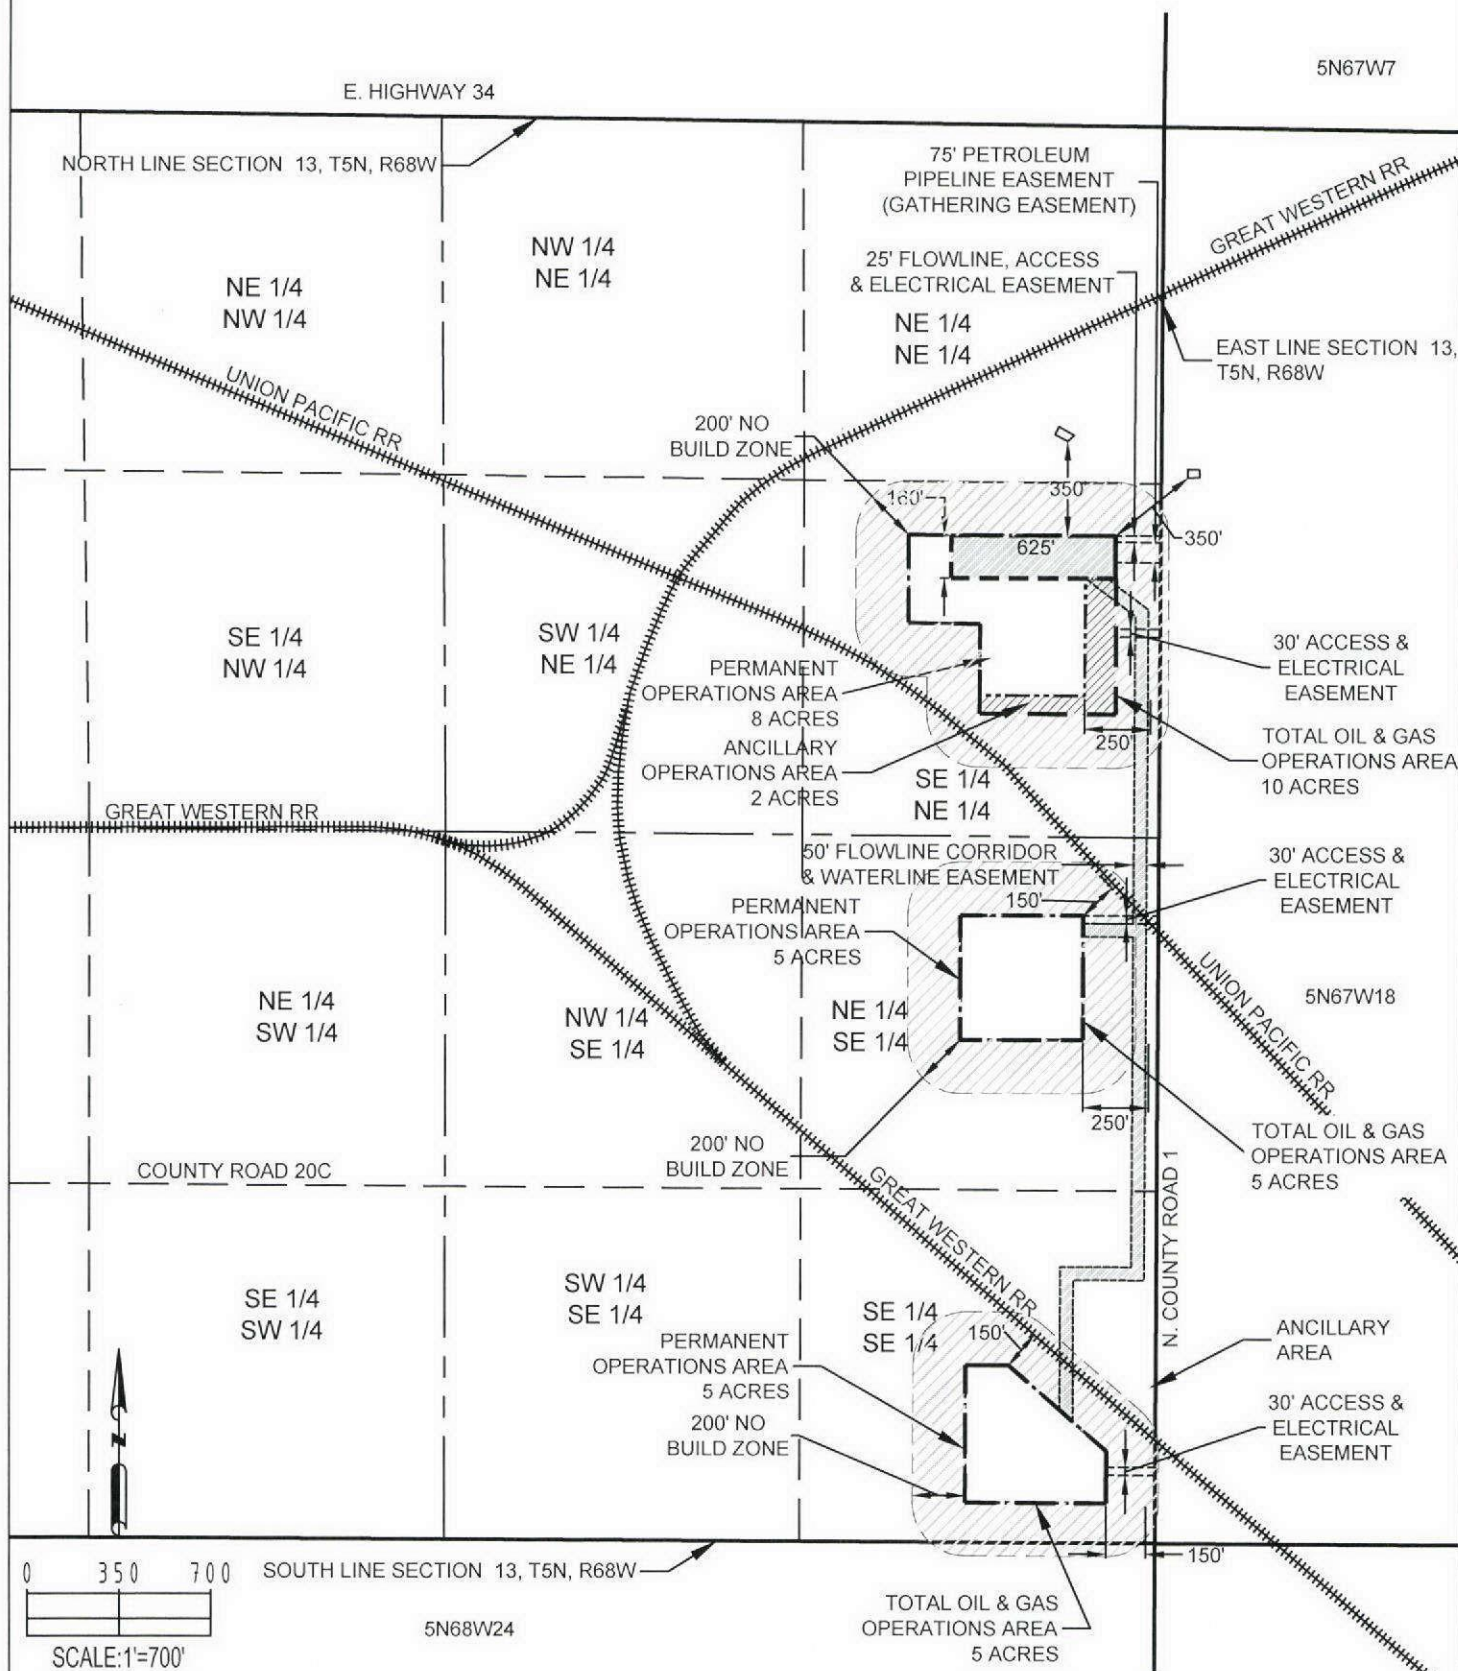 5N67W7
E. HIGHWAY 34
NORTH LINE SECTION 13, T5N, R68W
75' PETROLEUM
PIPELINE EASEMENT
(GATHERING EASEMENT)
GREAT WESTERN RR
25' FLOWLINE, ACCESS
& ELECTRICAL EASEMENT
NW 1/4
NE 1/4
NE 1/4
NW 1/4
NE 1/4
NE 1/4
EAST LINE SECTION 13,
T5N, R68W
UNION PACIFIC RR
200' NO
BUILD ZONE
160'
350'
625'
350'
SE 1/4
NW 1/4
SW 1/4
NE 1/4
30' ACCESS &
ELECTRICAL
EASEMENT
PERMANENT
OPERATIONS AREA
8 ACRES
ANCILLARY
OPERATIONS AREA
2 ACRES
250'
TOTAL OIL & GAS
OPERATIONS AREA
10 ACRES
SE 1/4
NE 1/4
GREAT WESTERN RR
50' FLOWLINE CORRIDOR
& WATERLINE EASEMENT
150'
30' ACCESS &
ELECTRICAL
EASEMENT
PERMANENT
OPERATIONS AREA
5 ACRES
UNION PACIFIC RR
5N67W18
NE 1/4
SW 1/4
NW 1/4
SE 1/4
NE 1/4
SE 1/4
250'
200' NO
BUILD ZONE
TOTAL OIL & GAS
OPERATIONS AREA
5 ACRES
COUNTY ROAD 20C
GREAT WESTERN RR
N. COUNTY ROAD 1
SE 1/4
SW 1/4
SW 1/4
SE 1/4
SE 1/4
SE 1/4
150'
ANCILLARY
AREA
PERMANENT
OPERATIONS AREA
5 ACRES
200' NO
BUILD ZONE
30' ACCESS &
ELECTRICAL
EASEMENT
N
150'
SOUTH LINE SECTION 13, T5N, R68W
0 350 700
SCALE:1'=700'
5N68W24
TOTAL OIL & GAS
OPERATIONS AREA
5 ACRES